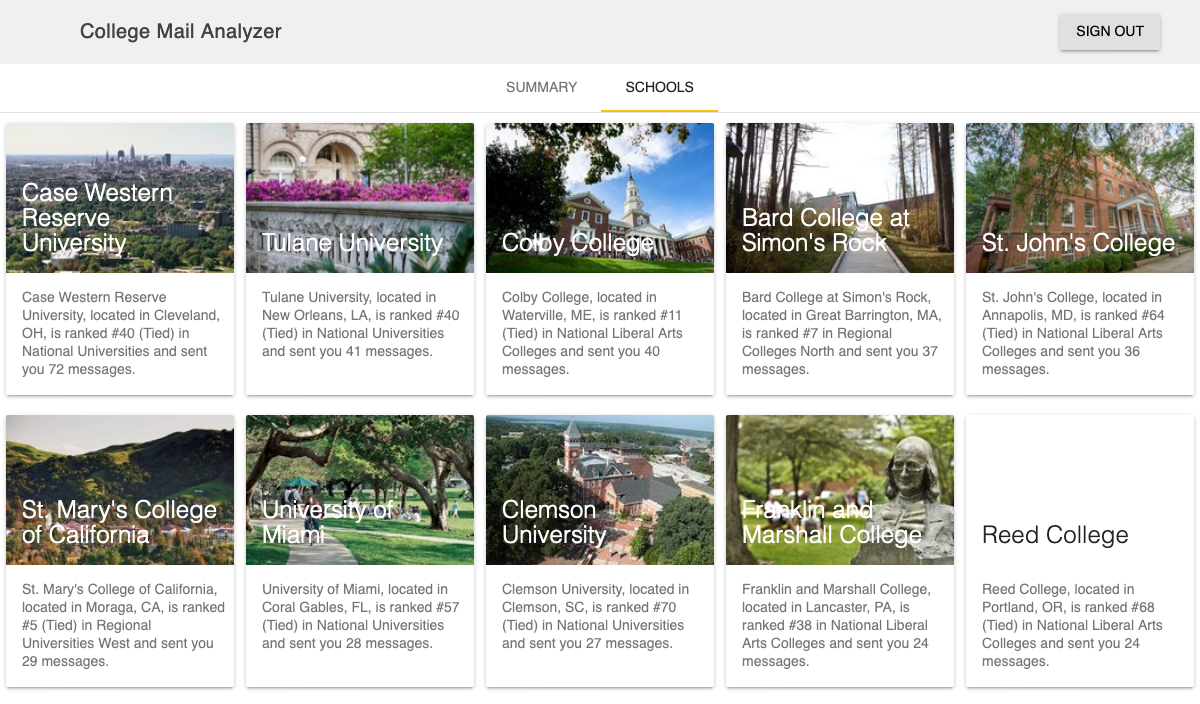 College Mail Analyzer
SIGN OUT
SUMMARY
SCHOOLS
Case Western
Reserve
University
Case Western Reserve
University, located in Cleveland,
OH, is ranked #40 (Tied) in
National Universities and sent
you 72 messages.
Tulane University
Tulane University, located in
New Orleans, LA, is ranked #40
(Tied) in National Universities
and sent you 41 messages.
Colby College
Colby College, located in
Waterville, ME, is ranked #11
(Tied) in National Liberal Arts
Colleges and sent you 40
messages.
Bard College at
Simon's Rock
Bard College at Simon's Rock,
located in Great Barrington, MA,
is ranked #7 in Regional
Colleges North and sent you 37
messages.
St. John's College
St. John's College, located in
Annapolis, MD, is ranked #64
(Tied) in National Liberal Arts
Colleges and sent you 36
messages.
St. Mary's College
of California
St. Mary's College of California,
located in Moraga, CA, is ranked
#5 (Tied) in Regional
Universities West and sent you
29 messages.
University of
Miami
University of Miami, located in
Coral Gables, FL, is ranked #57
(Tied) in National Universities
and sent you 28 messages.
Clemson
University
Clemson University, located in
Clemson, SC, is ranked #70
(Tied) in National Universities
and sent you 27 messages.
Franklin and
Marshall College
Franklin and Marshall College,
located in Lancaster, PA, is
ranked #38 in National Liberal
Arts Colleges and sent you 24
messages.
Reed College
Reed College, located in
Portland, OR, is ranked #68
(Tied) in National Liberal Arts
Colleges and sent you 24
messages.